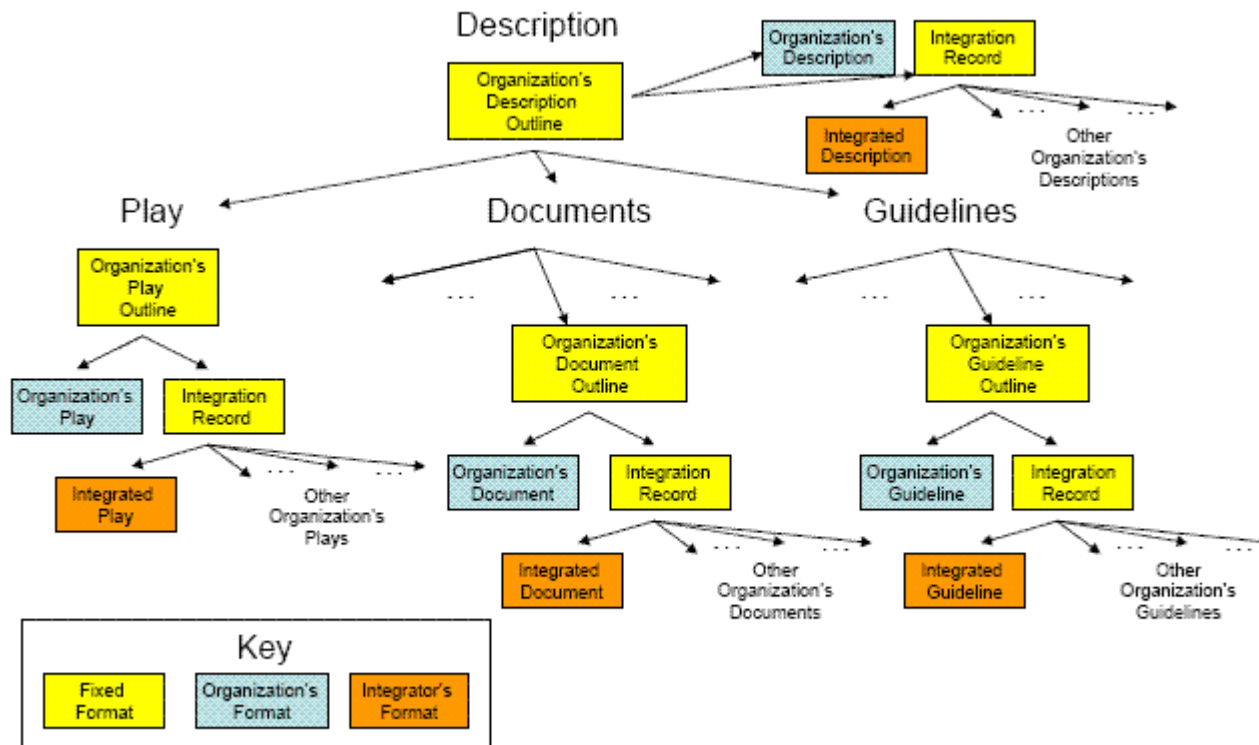 Description
Organization's
Description
Outline
Organization's
Description
Integration
Record
. . .
. . .
Integrated
Description
Other
Organization's
Descriptions
Play
Documents
Guidelines
Organization's
Play
Outline
. . .
. . .
. . .
. . .
Organization's
Document
Outline
Organization's
Guideline
Outline
Organization's
Play
Integration
Record
. . .
. . .
Integrated
Play
Other
Organization's
Plays
Organization's
Document
Integration
Record
. . .
. . .
Integrated
Document
Other
Organization's
Documents
Organization's
Guideline
Integration
Record
. . .
. . .
Integrated
Guideline
Other
Organization's
Guidelines
Key
Fixed
Format
Organization's
Format
Integrator's
Format